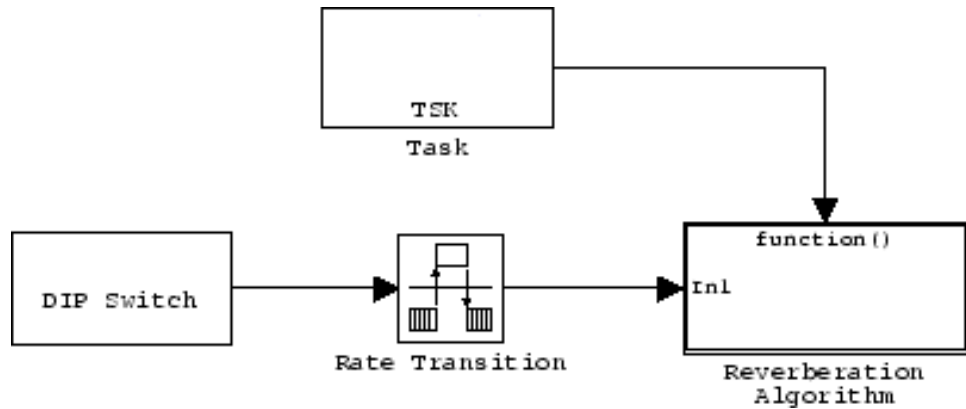 TSK
Task
function()
DIP Switch
In1
Rate Transition
Reverberation
Algorithm